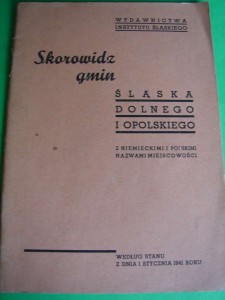 WYDAWNICTWA
INSTYTUTU ŚLĄSKIEGO
Skorowidz
gmin
ŚLĄSKA
DOLNEGO
I OPOLSKIEGO
Z NIEMIECKIMI I POLSKIMI
NAZWAMI MIEJSCOWOŚCI
WEDŁUG STANU
Z DNIA 1 STYCZNIA 1941 ROKU